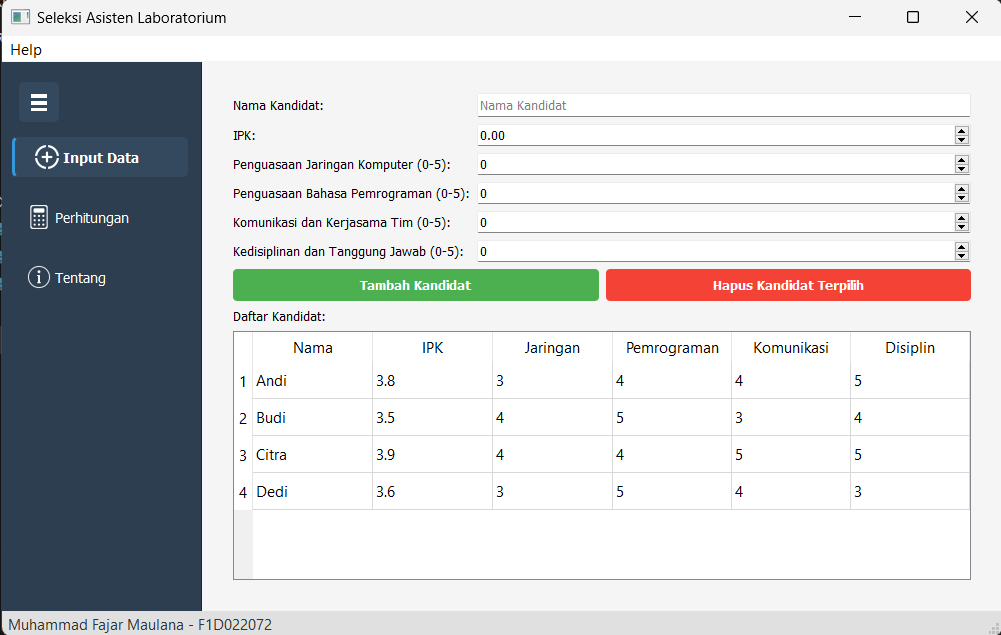 Seleksi Asisten Laboratorium
Help
Input Data
Perhitungan
Tentang
Nama Kandidat: Nama Kandidat
IPK: 0.00
Penguasaan Jaringan Komputer (0-5): 0
Penguasaan Bahasa Pemrograman (0-5): 0
Komunikasi dan Kerjasama Tim (0-5): 0
Kedisiplinan dan Tanggung Jawab (0-5): 0
Tambah Kandidat Hapus Kandidat Terpilih
Daftar Kandidat:
Nama IPK Jaringan Pemrograman Komunikasi Disiplin
1 Andi 3.8 3 4 4 5
2 Budi 3.5 4 5 3 4
3 Citra 3.9 4 4 5 5
4 Dedi 3.6 3 5 4 3
Muhammad Fajar Maulana - F1D022072